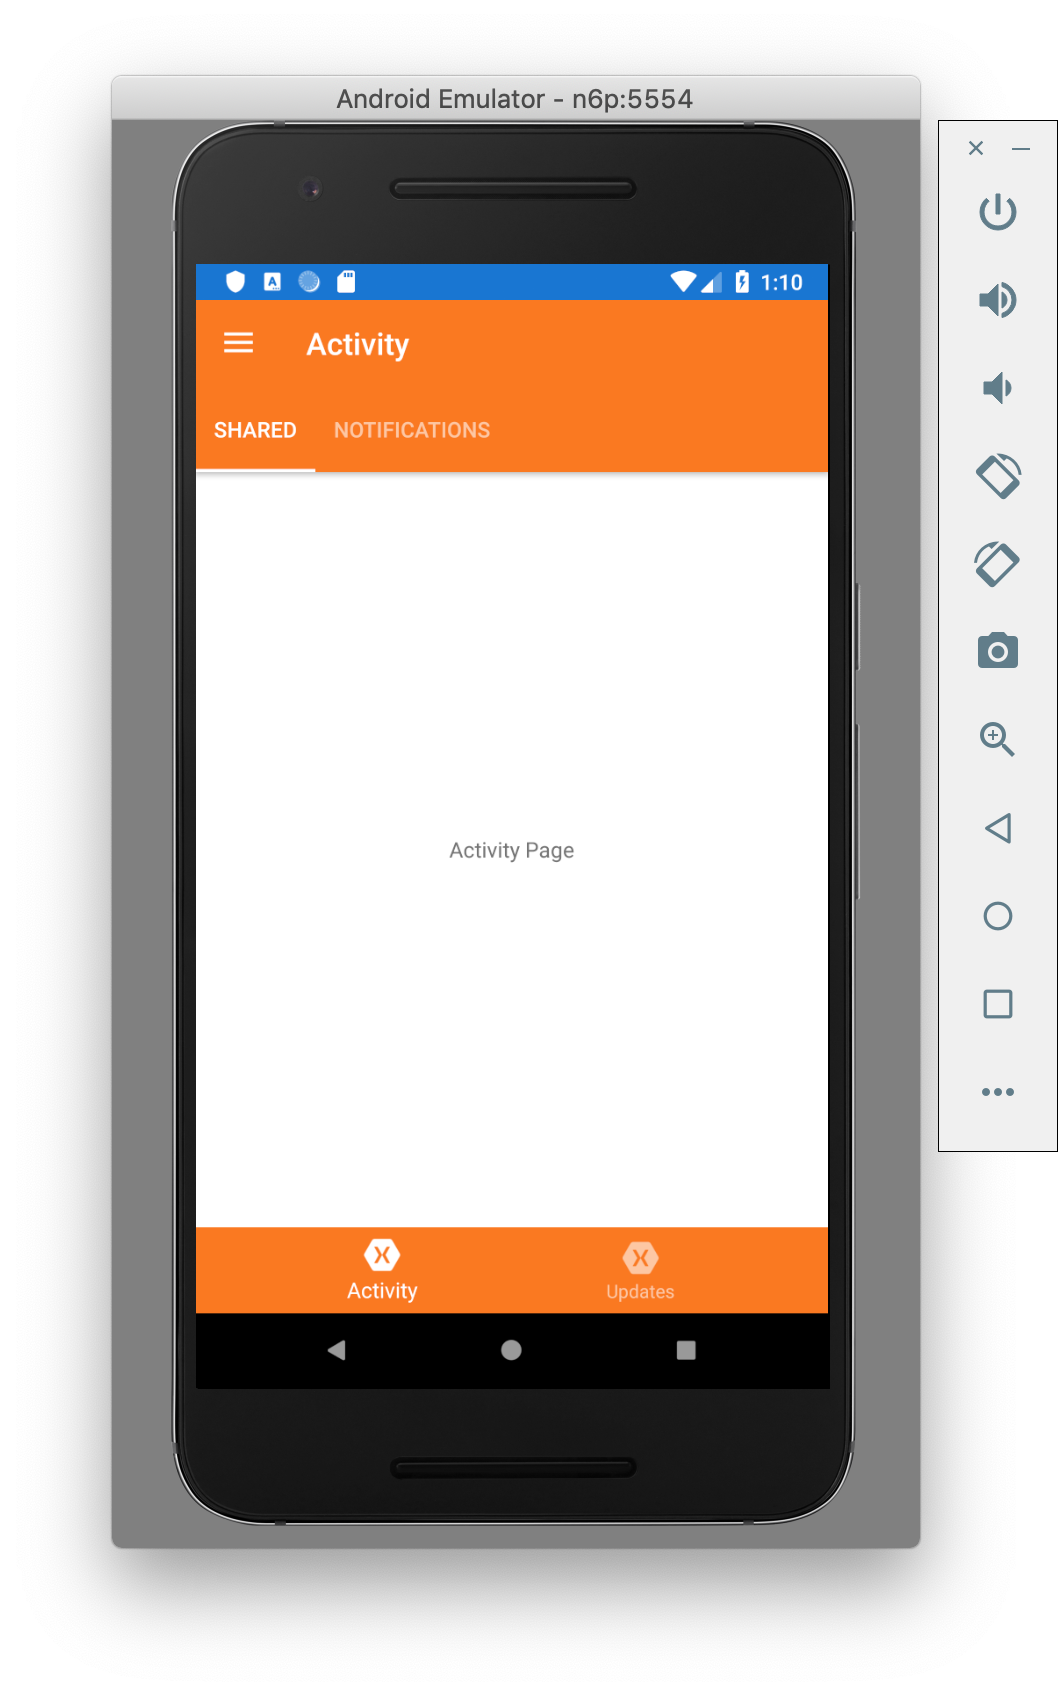 Android Emulator - n6p:5554
1:10
Activity
SHARED NOTIFICATIONS
Activity Page
Activity Updates